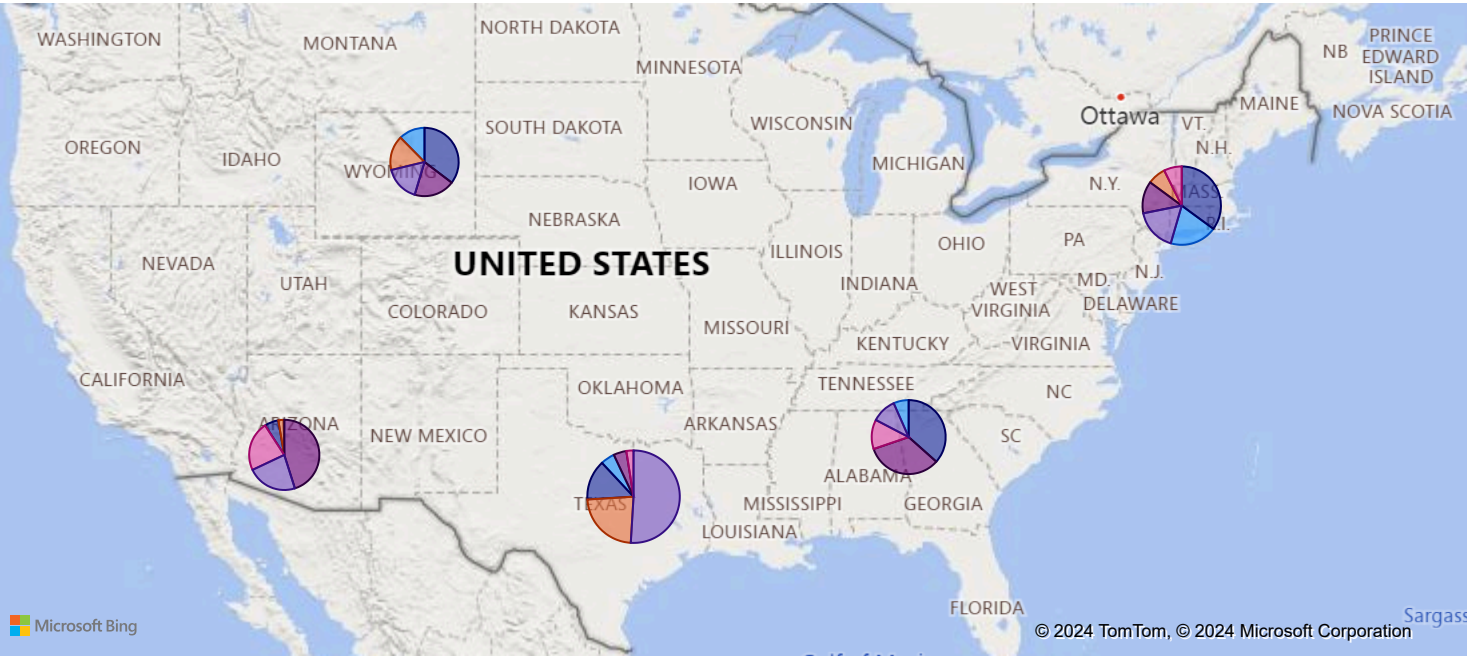 WASHINGTON
MONTANA
NORTH DAKOTA
MINNESOTA
NB
PRINCE
EDWARD
ISLAND
Ottawa
MAINE
NOVA SCOTIA
OREGON
IDAHO
WYOMING
SOUTH DAKOTA
WISCONSIN
MICHIGAN
VT.
N.H.
N.Y.
MASS
R.I.
IOWA
NEBRASKA
ILLINOIS
OHIO
PA
N.J.
NEVADA
UTAH
UNITED STATES
INDIANA
WEST
VIRGINIA
MD.
DELAWARE
COLORADO
KANSAS
MISSOURI
KENTUCKY
VIRGINIA
CALIFORNIA
OKLAHOMA
TENNESSEE
NC
ARIZONA
NEW MEXICO
ARKANSAS
SC
ALABAMA
TEXAS
MISSISSIPPI
GEORGIA
LOUISIANA
FLORIDA
Microsoft Bing
© 2024 TomTom, © 2024 Microsoft Corporation
Sargass